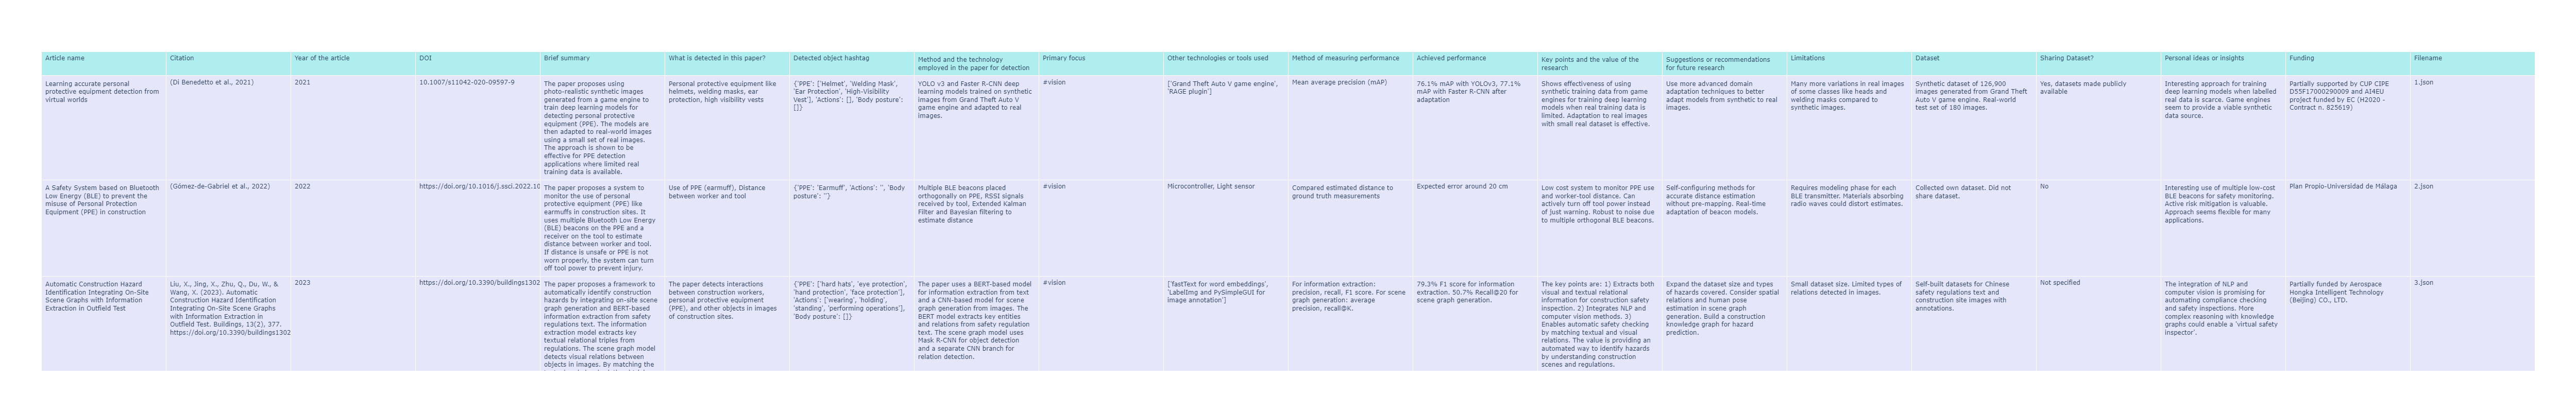 Article name
Citation
Year of the article
DOI
Brief summary
What is detected in this paper?
Detected object hashtag
Method and the technology
employed in the paper for detection
Primary focus
Other technologies or tools used
Method of measuring performance
Achieved performance
Key points and the value of the
research
Suggestions or recommendations
for future research
Limitations
Dataset
Sharing Dataset?
Personal ideas or insights
Funding
Filename
Learning accurate personal
protective equipment detection from
virtual worlds
(Di Benedetto et al., 2021)
2021
10.1007/s11042-020-09597-9
The paper proposes using
photo-realistic synthetic images
generated from a game engine to
train deep learning models for
detecting personal protective
equipment (PPE). The models are
then adapted to real-world images
using a small set of real images.
The approach is shown to be
effective for PPE detection
applications where limited real
training data is available.
Personal protective equipment like
helmets, welding masks, ear
protection, high visibility vests
{'PPE': ['Helmet', 'Welding Mask',
'Ear Protection', 'High-Visibility
Vest'], 'Actions': [], 'Body posture':
[]}
YOLO v3 and Faster R-CNN deep
learning models trained on synthetic
images from Grand Theft Auto V
game engine and adapted to real
images.
#vision
['Grand Theft Auto V game engine',
'RAGE plugin']
Mean average precision (mAP)
76.1% mAP with YOLOv3, 77.1%
mAP with Faster R-CNN after
adaptation
Shows effectiveness of using
synthetic training data from game
engines for training deep learning
models when real training data is
limited. Adaptation to real images
with small real dataset is effective.
Use more advanced domain
adaptation techniques to better
adapt models from synthetic to real
images.
Many more variations in real images
of some classes like heads and
welding masks compared to
synthetic images.
Synthetic dataset of 126,900
images generated from Grand Theft
Auto V game engine. Real-world
test set of 180 images.
Yes, datasets made publicly
available
Interesting approach for training
deep learning models when labelled
real data is scarce. Game engines
seem to provide a viable synthetic
data source.
Partially supported by CUP CIPE
D55F17000290009 and AI4EU
project funded by EC (H2020 -
Contract n. 825619)
1.json
A Safety System based on Bluetooth
Low Energy (BLE) to prevent the
misuse of Personal Protection
Equipment (PPE) in construction
(Gómez-de-Gabriel et al., 2022)
2022
https://doi.org/10.1016/j.ssci.2022.10
The paper proposes a system to
monitor the use of personal
protective equipment (PPE) like
earmuffs in construction sites. It
uses multiple Bluetooth Low Energy
(BLE) beacons on the PPE and a
receiver on the tool to estimate
distance between worker and tool.
If distance is unsafe or PPE is not
worn properly, the system can turn
off tool power to prevent injury.
Use of PPE (earmuff), Distance
between worker and tool
{'PPE': 'Earmuff', 'Actions': '', 'Body
posture': ''}
Multiple BLE beacons placed
orthogonally on PPE, RSSI signals
received by tool, Extended Kalman
Filter and Bayesian filtering to
estimate distance
#vision
Microcontroller, Light sensor
Compared estimated distance to
ground truth measurements
Expected error around 20 cm
Low cost system to monitor PPE use
and worker-tool distance. Can
actively turn off tool power instead
of just warning. Robust to noise due
to multiple orthogonal BLE beacons.
Self-configuring methods for
accurate distance estimation
without pre-mapping. Real-time
adaptation of beacon models.
Requires modeling phase for each
BLE transmitter. Materials absorbing
radio waves could distort estimates.
Collected own dataset. Did not
share dataset.
No
Interesting use of multiple low-cost
BLE beacons for safety monitoring.
Active risk mitigation is valuable.
Approach seems flexible for many
applications.
Plan Propio-Universidad de Málaga
2.json
Automatic Construction Hazard
Identification Integrating On-Site
Scene Graphs with Information
Extraction in Outfield Test
Liu, X., Jing, X., Zhu, Q., Du, W., &
Wang, X. (2023). Automatic
Construction Hazard Identification
Integrating On-Site Scene Graphs
with Information Extraction in
Outfield Test. Buildings, 13(2), 377.
https://doi.org/10.3390/buildings1302
2023
https://doi.org/10.3390/buildings1302
The paper proposes a framework to
automatically identify construction
hazards by integrating on-site scene
graph generation and BERT-based
information extraction from safety
regulations text. The information
extraction model extracts key
textual relational triples from
regulations. The scene graph model
detects visual relations between
objects in images. By matching the
The paper detects interactions
between construction workers,
personal protective equipment
(PPE), and other objects in images
of construction sites.
{'PPE': ['hard hats', 'eye protection',
'hand protection', 'face protection'],
'Actions': ['wearing', 'holding',
'standing', 'performing operations'],
'Body posture': []}
The paper uses a BERT-based model
for information extraction from text
and a CNN-based model for scene
graph generation from images. The
BERT model extracts key entities
and relations from safety regulation
text. The scene graph model uses
Mask R-CNN for object detection
and a separate CNN branch for
relation detection.
#vision
['fastText for word embeddings',
'LabelImg and PySimpleGUI for
image annotation']
For information extraction:
precision, recall, F1 score. For scene
graph generation: average
precision, recall@K.
79.3% F1 score for information
extraction. 50.7% Recall@20 for
scene graph generation.
The key points are: 1) Extracts both
visual and textual relational
information for construction safety
inspection. 2) Integrates NLP and
computer vision methods. 3)
Enables automatic safety checking
by matching textual and visual
relations. The value is providing an
automated way to identify hazards
by understanding construction
scenes and regulations.
Expand the dataset size and types
of hazards covered. Consider spatial
relations and human pose
estimation in scene graph
generation. Build a construction
knowledge graph for hazard
prediction.
Small dataset size. Limited types of
relations detected in images.
Self-built datasets for Chinese
safety regulations text and
construction site images with
annotations.
Not specified
The integration of NLP and
computer vision is promising for
automating compliance checking
and safety inspections. More
complex reasoning with knowledge
graphs could enable a 'virtual safety
inspector'.
Partially funded by Aerospace
Hongka Intelligent Technology
(Beijing) CO., LTD.
3.json